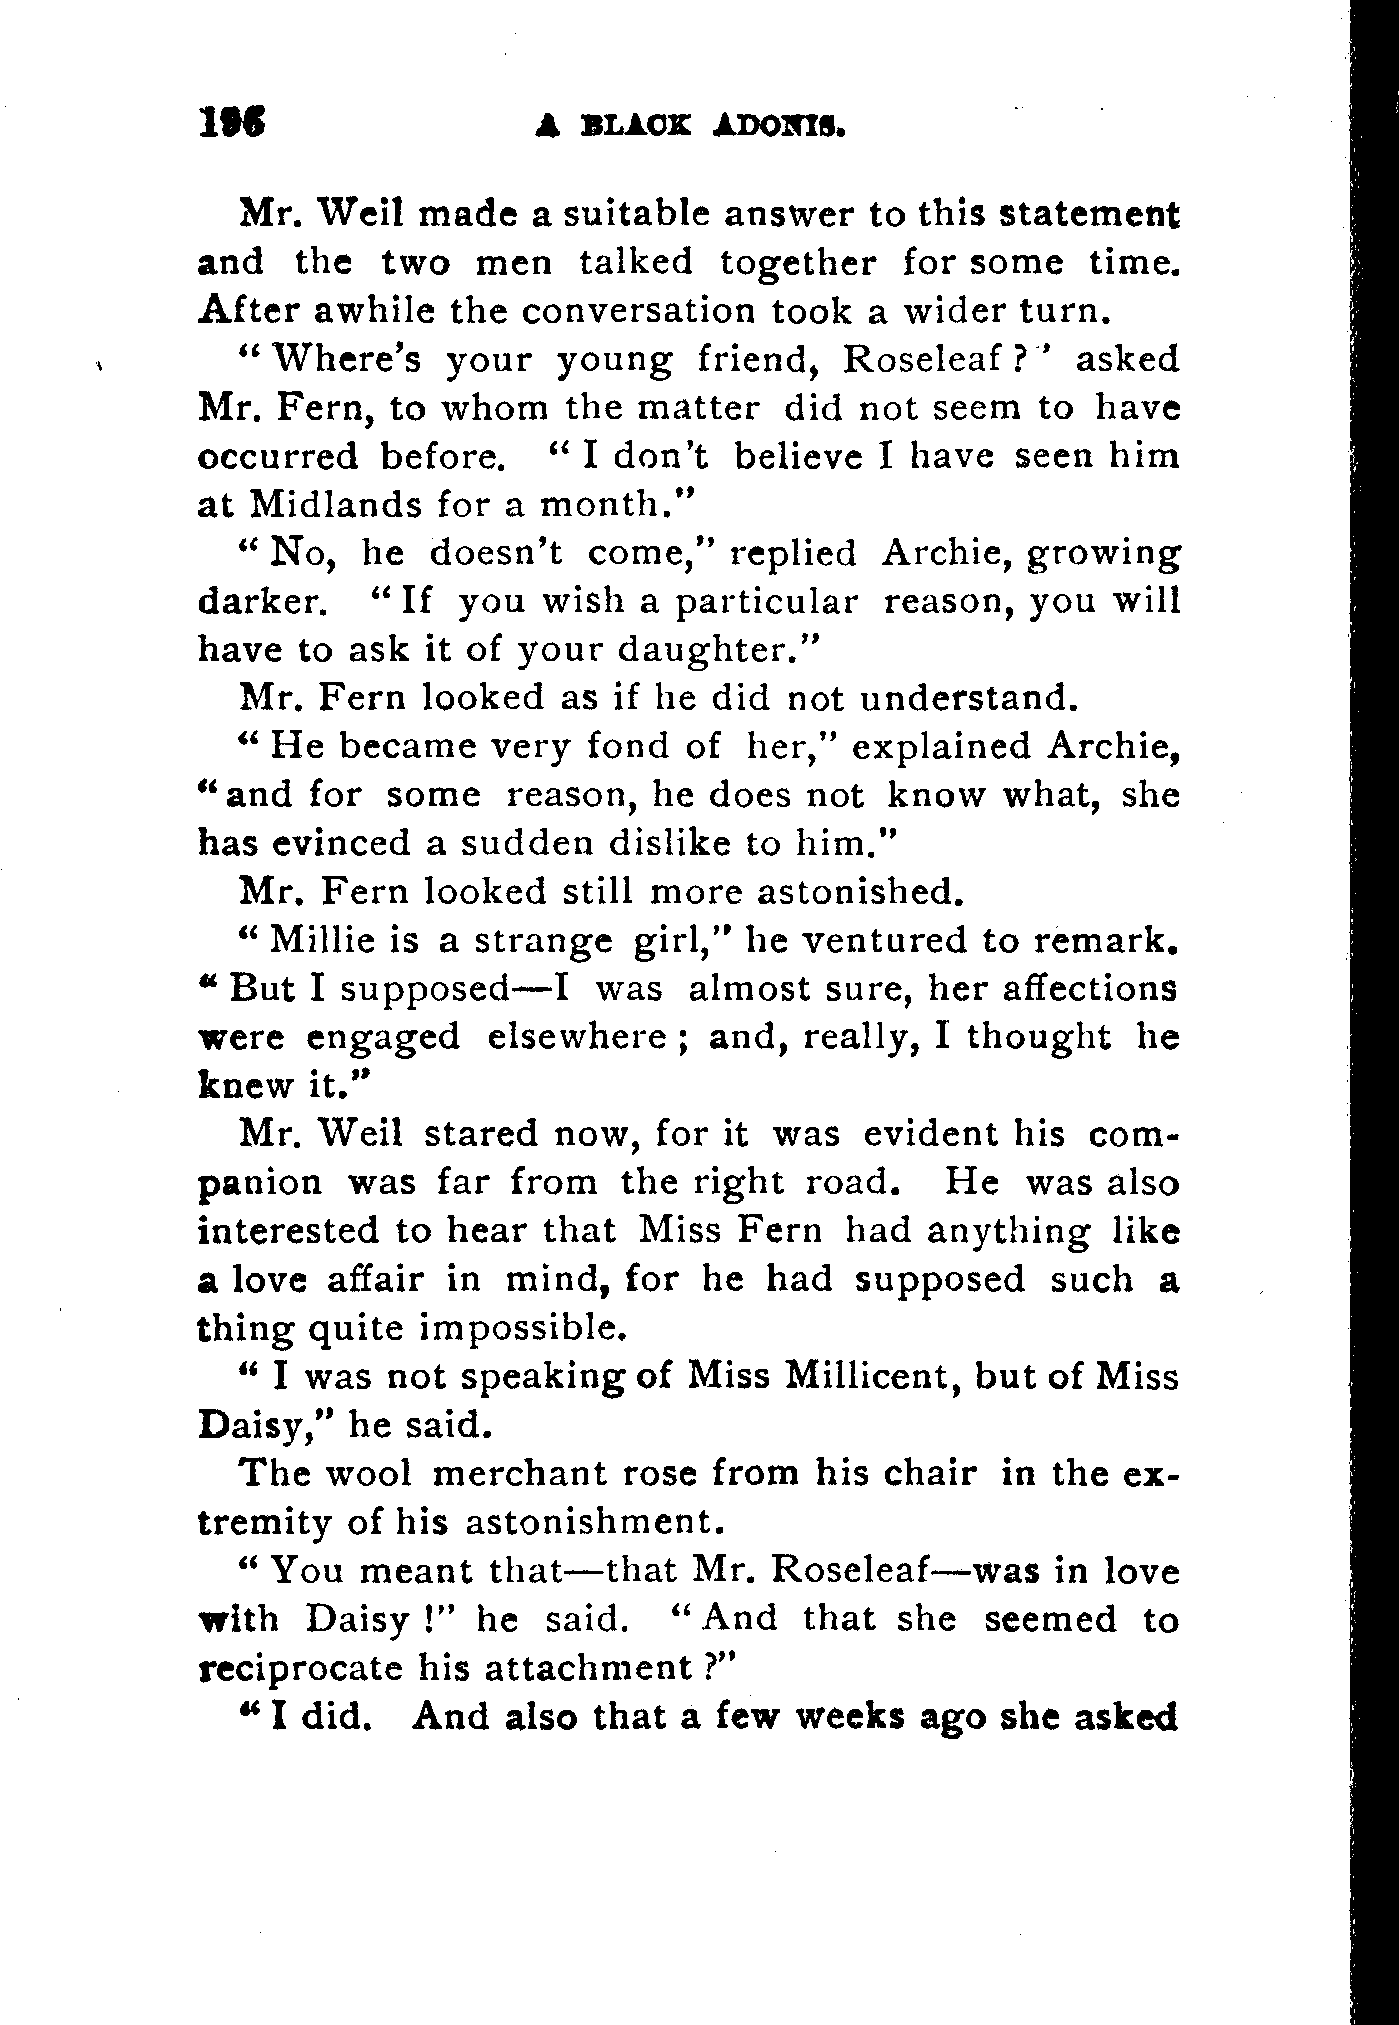 196 A BLACK ADONIS.
Mr. Weil made a suitable answer to this statement
and the two men talked together for some time.
After awhile the conversation took a wider turn.
“ Where's your young friend, Roseleaf ?’ asked
Mr. Fern, to whom the matter did not seem to have
occurred before. “ I don't believe I have seen him
at Midlands for a month.”
“ No, he doesn't come,” replied Archie, growing
darker. “ If you wish a particular reason, you will
have to ask it of your daughter.”
Mr. Fern looked as if he did not understand.
“ He became very fond of her,” explained Archie,
“ and for some reason, he does not know what, she
has evinced a sudden dislike to him.”
Mr. Fern looked still more astonished.
“ Millie is a strange girl,” he ventured to remark.
“ But I supposed—I was almost sure, her affections
were engaged elsewhere ; and, really, I thought he
knew it.”
Mr. Weil stared now, for it was evident his com-
panion was far from the right road. He was also
interested to hear that Miss Fern had anything like
a love affair in mind, for he had supposed such a
thing quite impossible.
“ I was not speaking of Miss Millicent, but of Miss
Daisy,” he said.
The wool merchant rose from his chair in the ex-
tremity of his astonishment.
“ You meant that—that Mr. Roseleaf—was in love
with Daisy !” he said. “ And that she seemed to
reciprocate his attachment ?”
“ I did. And also that a few weeks ago she asked